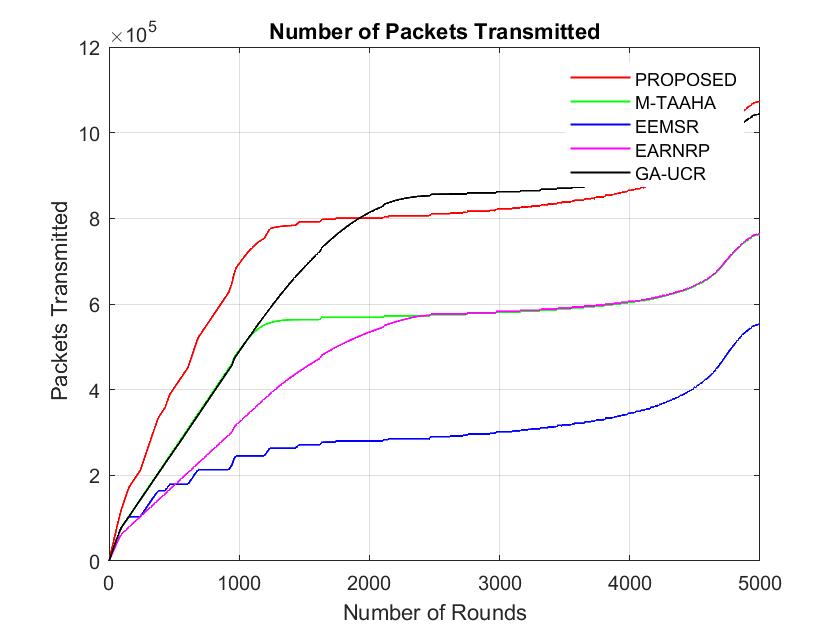 Number of Packets Transmitted
×10^5
12
10
8
6
4
2
0
Packets Transmitted
PROPOSED
M-TAAHA
EEMSR
EARNRP
GA-UCR
0 1000 2000 3000 4000 5000
Number of Rounds